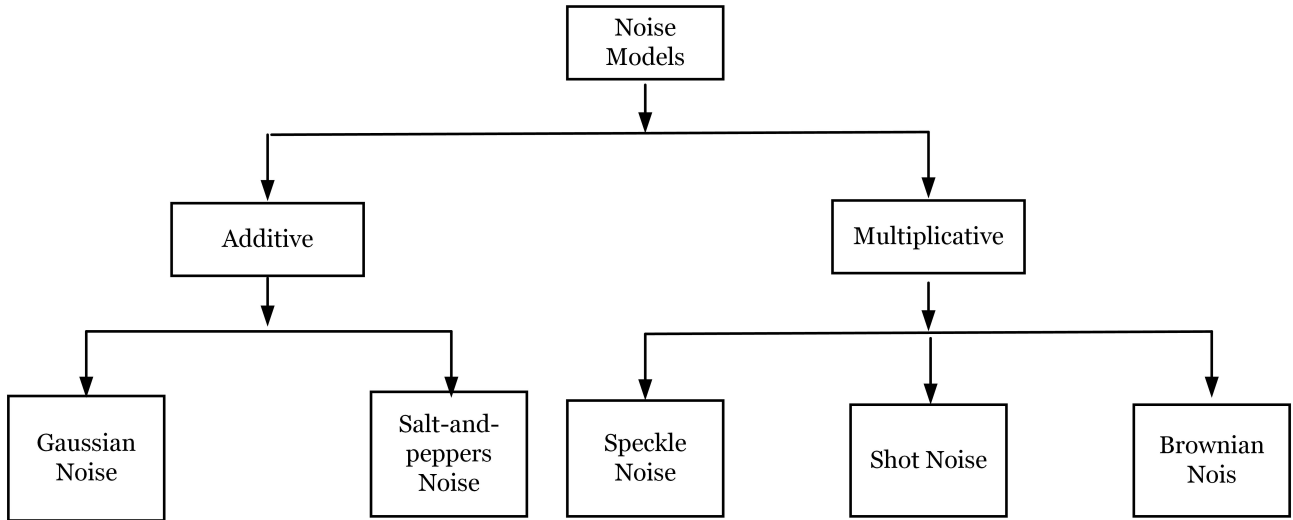 Noise
Models
Additive
Multiplicative
Gaussian
Noise
Salt-and-
peppers
Noise
Speckle
Noise
Shot Noise
Brownian
Nois